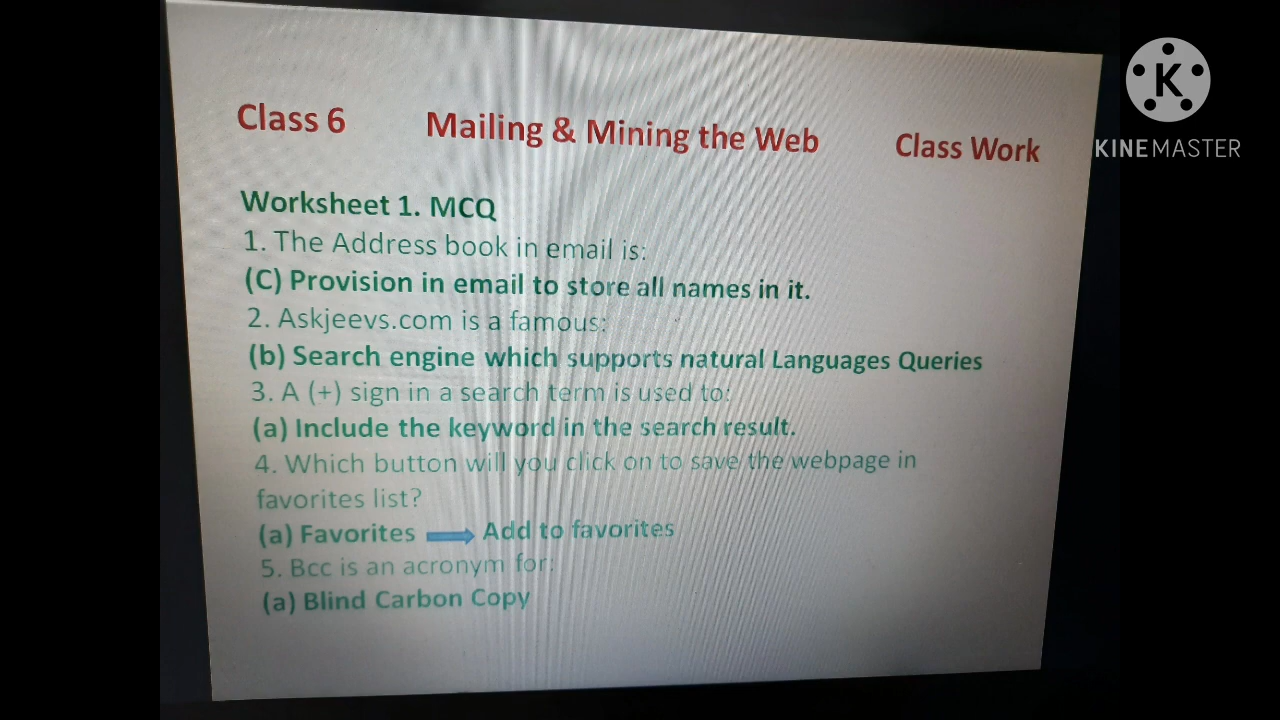 Class 6 Mailing & Mining the Web Class Work
K
KINEMASTER
Worksheet 1. MCQ
1. The Address book in email is:
(C) Provision in email to store all names in it.
2. Askjeevs.com is a famous:
(b) Search engine which supports natural Languages Queries
3. A (+) sign in a search term is used to:
(a) Include the keyword in the search result.
4. Which button will you click on to save the webpage in
favorites list?
(a) Favorites Add to favorites
5. Bcc is an acronym for:
(a) Blind Carbon Copy